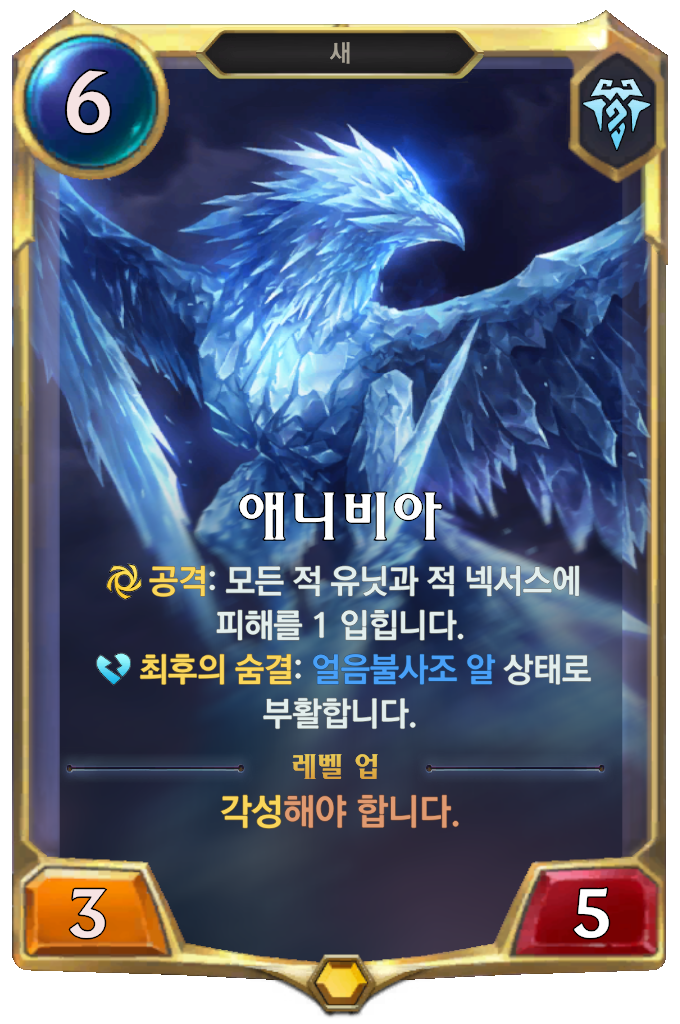 새
6
애니비아
공격: 모든 적 유닛과 적 넥서스에
피해를 1 입힙니다.
최후의 숨결: 얼음불사조 알 상태로
부활합니다.
레벨 업
각성해야 합니다.
3
5